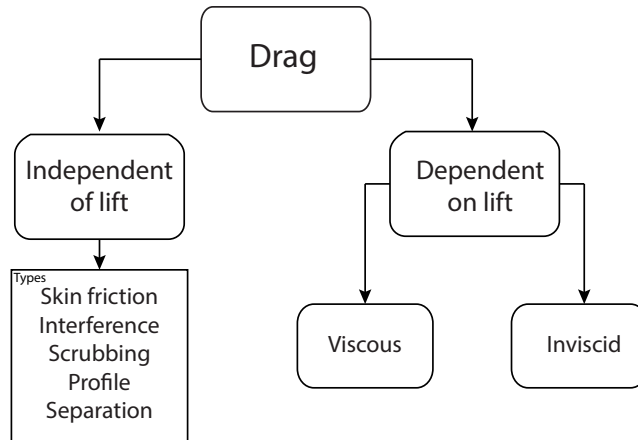 Drag
Independent
of lift
Dependent
on lift
Types
Skin friction
Interference
Scrubbing
Profile
Separation
Viscous
Inviscid